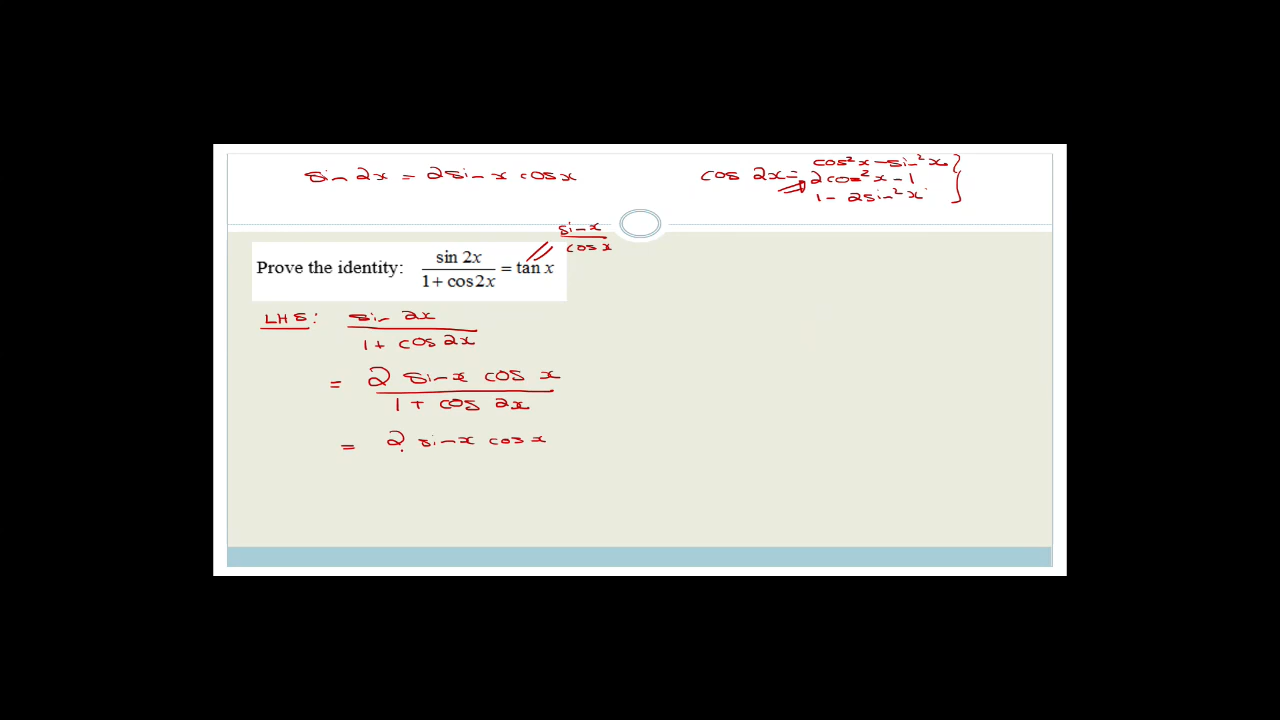 sin 2x = 2sin x cos x
cos 2x = cos²x - sin²x
2cos²x - 1
1 - 2sin²x
sin x
cos x
Prove the identity: sin 2x / 1 + cos 2x = tan x
LHS: sin 2x
1 + cos 2x
= 2 sin x cos x
1 + cos 2x
= 2 sin x cos x